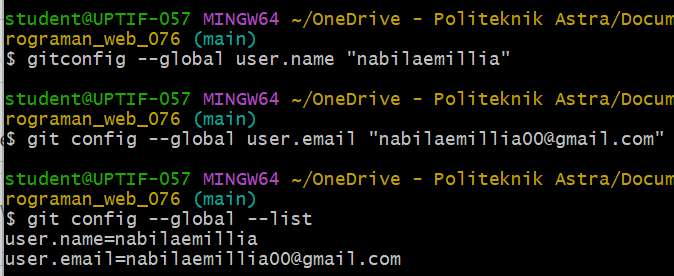 student@UPTIF-057 MINGW64 ~/OneDrive - Politeknik Astra/Docum
rograman_web_076 (main)
$ gitconfig --global user.name "nabilaemillia"
student@UPTIF-057 MINGW64 ~/OneDrive - Politeknik Astra/Docum
rograman_web_076 (main)
$ git config --global user.email "nabilaemillia00@gmail.com"
student@UPTIF-057 MINGW64 ~/OneDrive - Politeknik Astra/Docum
rograman_web_076 (main)
$ git config --global --list
user.name=nabilaemillia
user.email=nabilaemillia00@gmail.com